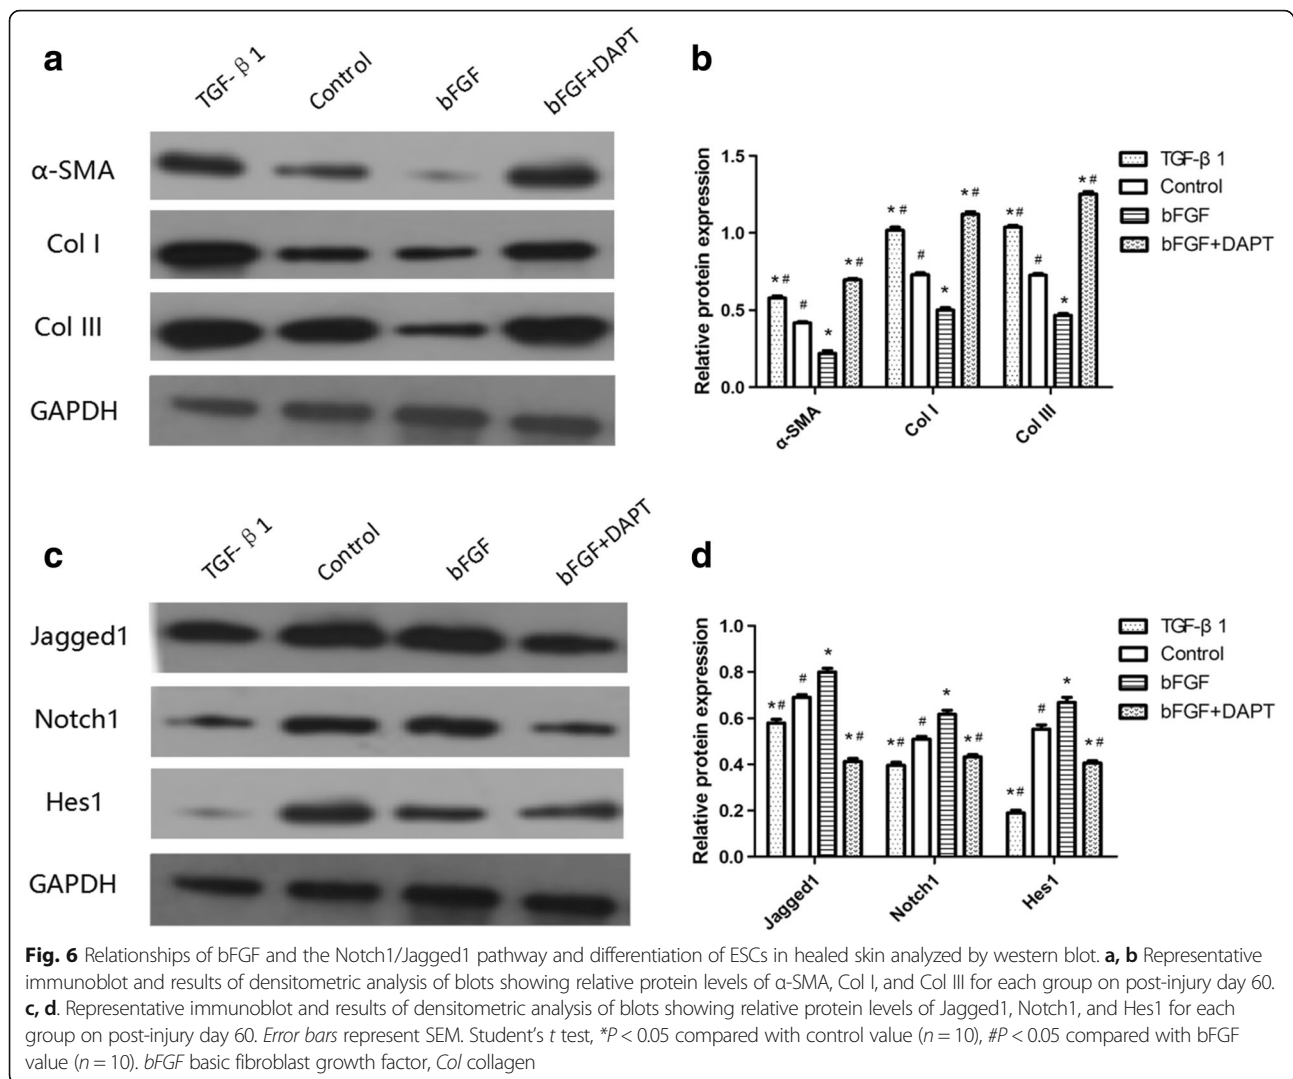 a
TGF-β1 Control bFGF bFGF+DAPT
α-SMA
Col I
Col III
GAPDH
b
Relative protein expression
1.5
1.0
0.5
0.0
*# # * *#
*# # * *#
*# # * *#
α-SMA Col I Col III
TGF-β 1
Control
bFGF
bFGF+DAPT
c
TGF-β1 Control bFGF bFGF+DAPT
Jagged1
Notch1
Hes1
GAPDH
d
Relative protein expression
1.0
0.8
0.6
0.4
0.2
0.0
*# # * *#
*# # * *#
*# # * *#
Jagged1 Notch1 Hes1
TGF-β 1
Control
bFGF
bFGF+DAPT
Fig. 6 Relationships of bFGF and the Notch1/Jagged1 pathway and differentiation of ESCs in healed skin analyzed by western blot. a, b Representative
immunoblot and results of densitometric analysis of blots showing relative protein levels of α-SMA, Col I, and Col III for each group on post-injury day 60.
c, d. Representative immunoblot and results of densitometric analysis of blots showing relative protein levels of Jagged1, Notch1, and Hes1 for each
group on post-injury day 60. Error bars represent SEM. Student's t test, *P < 0.05 compared with control value (n = 10), #P < 0.05 compared with bFGF
value (n = 10). bFGF basic fibroblast growth factor, Col collagen